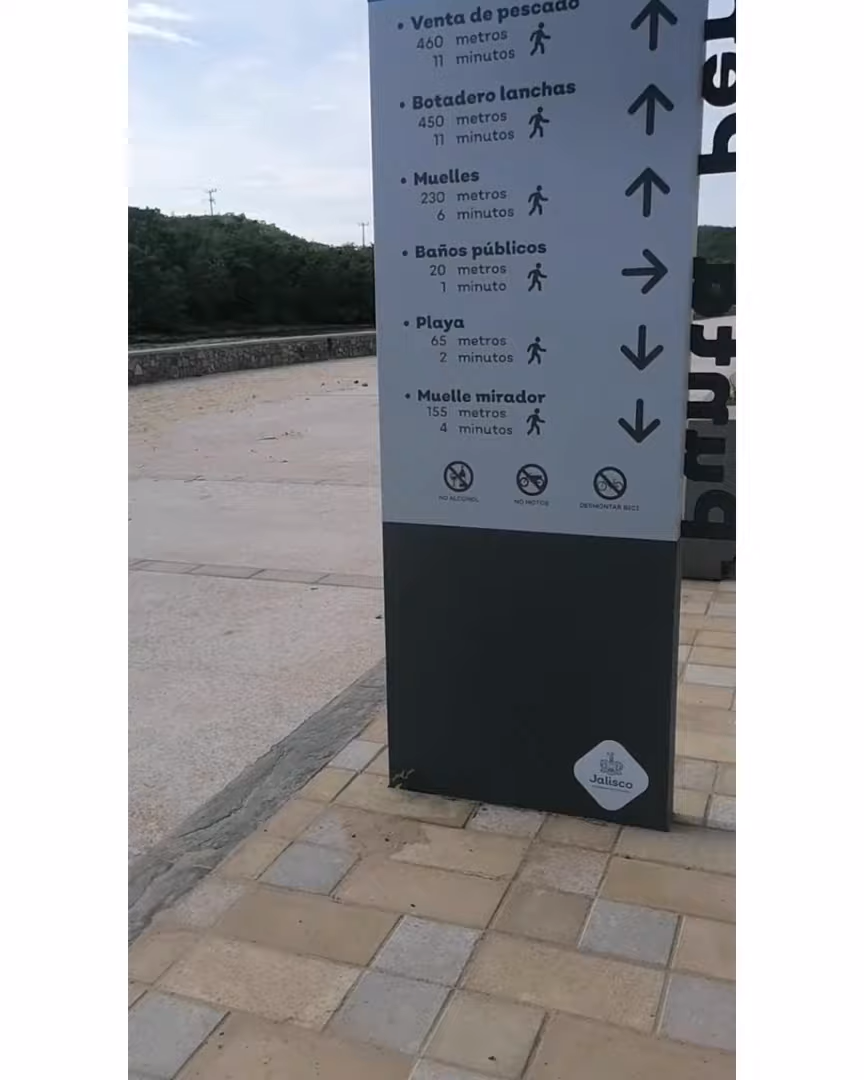 • Venta de pescado
460 metros
11 minutos
• Botadero lanchas
450 metros
11 minutos
• Muelles
230 metros
6 minutos
• Baños públicos
20 metros
1 minuto
• Playa
65 metros
2 minutos
• Muelle mirador
155 metros
4 minutos
NO ALCOHOL
NO MOTOS
DESMONTAR BICI
Jalisco